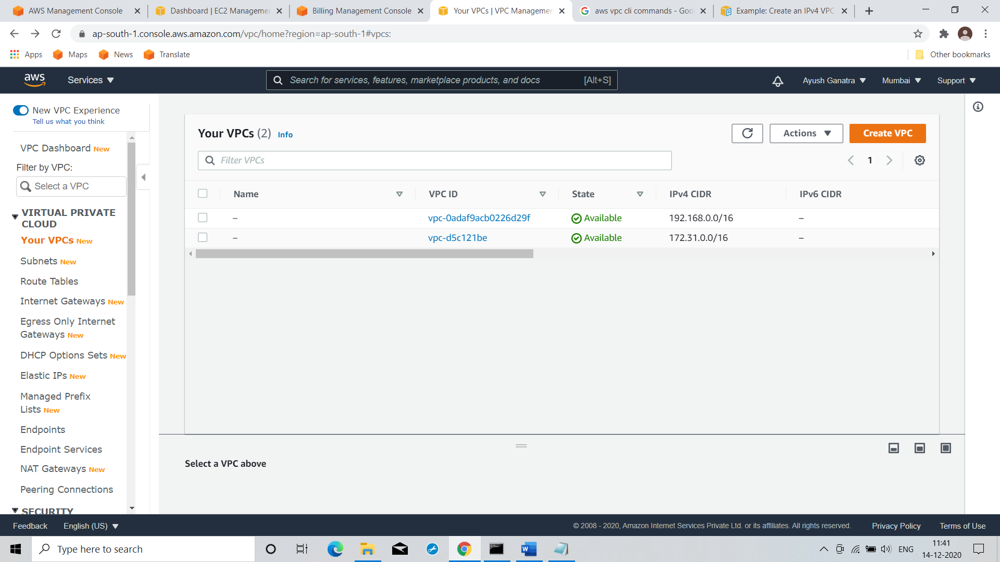 AWS Management Console
Dashboard | EC2 Manageme
Billing Management Console
Your VPCs | VPC Managemen
aws vpc cli commands - Goo
Example: Create an IPv4 VPC
ap-south-1.console.aws.amazon.com/vpc/home?region=ap-south-1#vpcs:
Apps
Maps
News
Translate
Other bookmarks
aws
Services
Search for services, features, marketplace products, and docs
[Alt+S]
Ayush Ganatra
Mumbai
Support
New VPC Experience
Tell us what you think
VPC Dashboard New
Filter by VPC:
Select a VPC
VIRTUAL PRIVATE
CLOUD
Your VPCs New
Subnets New
Route Tables
Internet Gateways New
Egress Only Internet
Gateways New
DHCP Options Sets New
Elastic IPs New
Managed Prefix
Lists New
Endpoints
Endpoint Services
NAT Gateways New
Peering Connections
SECURITY
Your VPCs (2) Info
Actions
Create VPC
Filter VPCs
1
Name VPC ID State IPv4 CIDR IPv6 CIDR
– vpc-0adaf9acb0226d29f Available 192.168.0.0/16 –
– vpc-d5c121be Available 172.31.0.0/16 –
Select a VPC above
Feedback
English (US)
© 2008 - 2020, Amazon Internet Services Private Ltd. or its affiliates. All rights reserved.
Privacy Policy
Terms of Use
Type here to search
W
ENG
11:41
14-12-2020